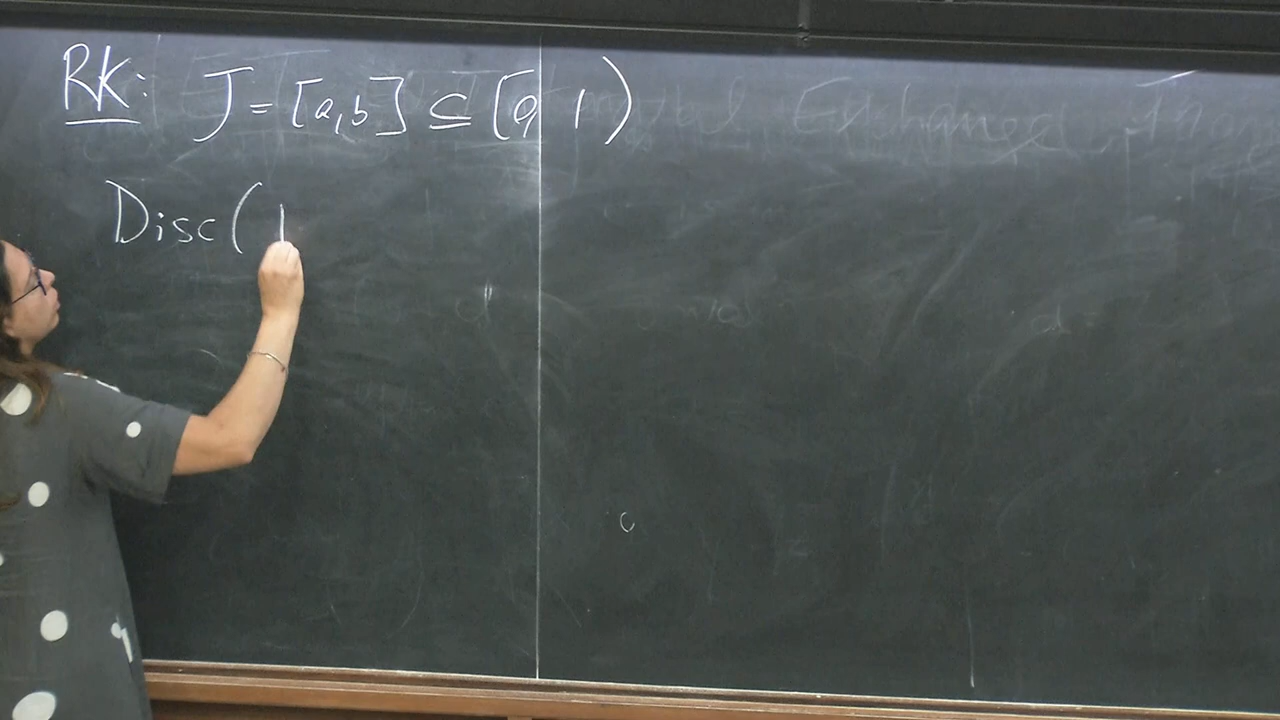 RK: J = [a,b] ⊆ [0, 1)
Disc(